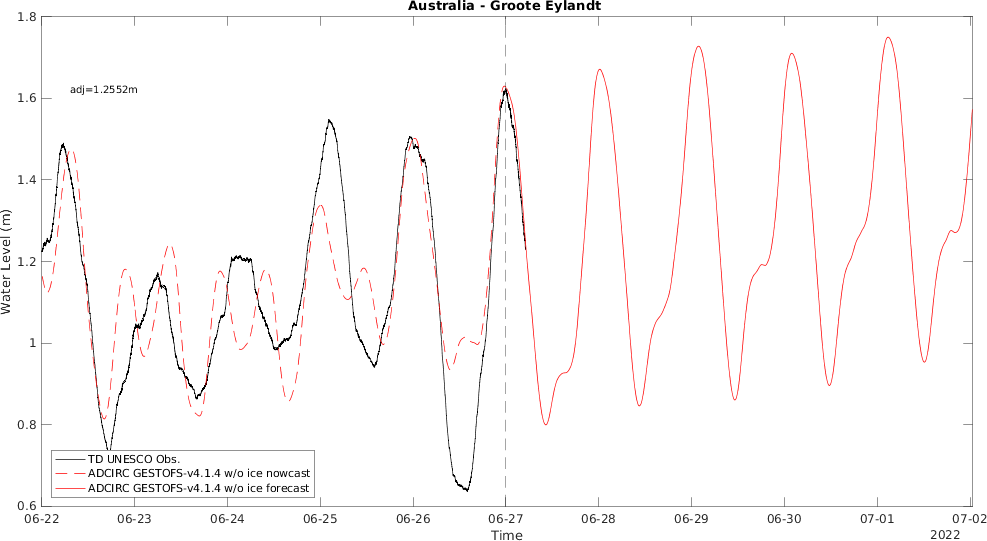 Australia - Groote Eylandt
1.8
adj=1.2552m
1.6
1.4
1.2
1
0.8
0.6
Water Level (m)
TD UNESCO Obs.
ADCIRC GESTOFS-v4.1.4 w/o ice nowcast
ADCIRC GESTOFS-v4.1.4 w/o ice forecast
06-22 06-23 06-24 06-25 06-26 06-27 06-28 06-29 06-30 07-01 07-02
Time
2022